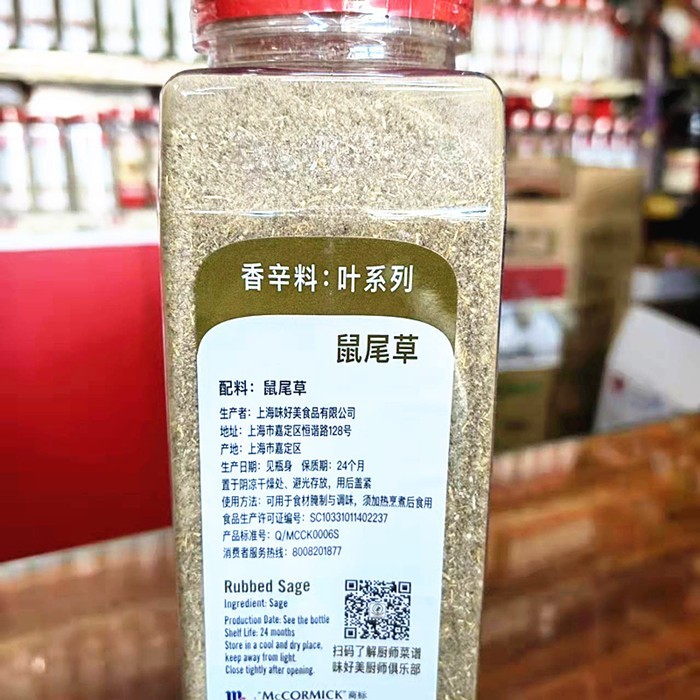 香辛料：叶系列
鼠尾草
配料：鼠尾草
生产者：上海味好美食品有限公司
地址：上海市嘉定区恒谐路128号
产地：上海市嘉定区
生产日期：见瓶身 保质期：24个月
置于阴凉干燥处、避光存放，用后盖紧
使用方法：可用于食材腌制与调味，须加热烹煮后食用
食品生产许可证编号：SC10331011402237
产品标准号：Q/MCCK0006S
消费者服务热线：8008201877
Rubbed Sage
Ingredient: Sage
Production Date: See the bottle
Shelf Life: 24 months
Store in a cool and dry place,
keep away from light.
Close tightly after opening.
扫码了解厨师菜谱
味好美厨师俱乐部
"McCORMICK"商标